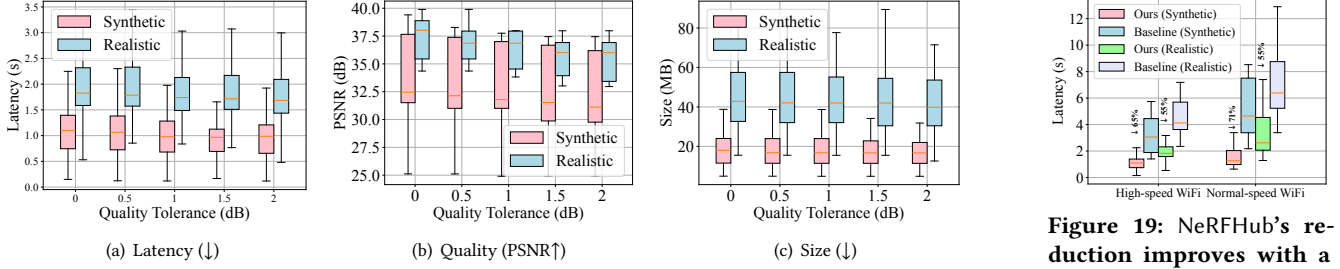 3.5
3.0
2.5
2.0
1.5
1.0
0.5
0.0
Latency (s)
Synthetic
Realistic
0 0.5 1 1.5 2
Quality Tolerance (dB)
(a) Latency (↓)
40.0
37.5
35.0
32.5
30.0
27.5
25.0
PSNR (dB)
Synthetic
Realistic
0 0.5 1 1.5 2
Quality Tolerance (dB)
(b) Quality (PSNR↑)
80
60
40
20
Size (MB)
Synthetic
Realistic
0 0.5 1 1.5 2
Quality Tolerance (dB)
(c) Size (↓)
12
10
8
6
4
2
0
Latency (s)
Ours (Synthetic)
Baseline (Synthetic)
Ours (Realistic)
Baseline (Realistic)
↓ 65%
↓ 55%
↓ 71%
↓ 55%
High-speed WiFi Normal-speed WiFi
Figure 19: NeRFHub's re-
duction improves with a